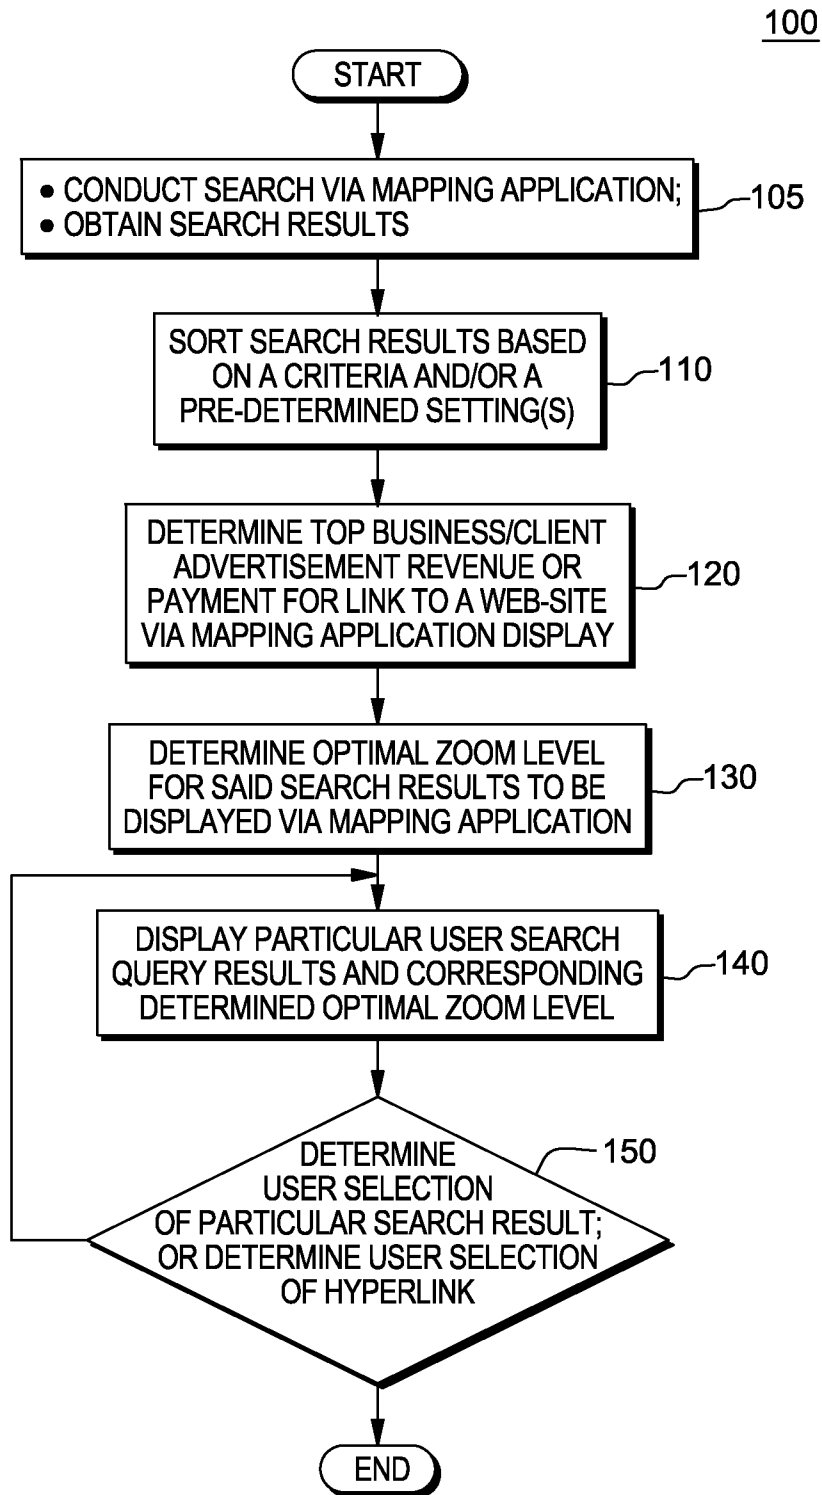 100
START
• CONDUCT SEARCH VIA MAPPING APPLICATION;
• OBTAIN SEARCH RESULTS
105
SORT SEARCH RESULTS BASED
ON A CRITERIA AND/OR A
PRE-DETERMINED SETTING(S)
110
DETERMINE TOP BUSINESS/CLIENT
ADVERTISEMENT REVENUE OR
PAYMENT FOR LINK TO A WEB-SITE
VIA MAPPING APPLICATION DISPLAY
120
DETERMINE OPTIMAL ZOOM LEVEL
FOR SAID SEARCH RESULTS TO BE
DISPLAYED VIA MAPPING APPLICATION
130
DISPLAY PARTICULAR USER SEARCH
QUERY RESULTS AND CORRESPONDING
DETERMINED OPTIMAL ZOOM LEVEL
140
DETERMINE
USER SELECTION
OF PARTICULAR SEARCH RESULT;
OR DETERMINE USER SELECTION
OF HYPERLINK
150
END